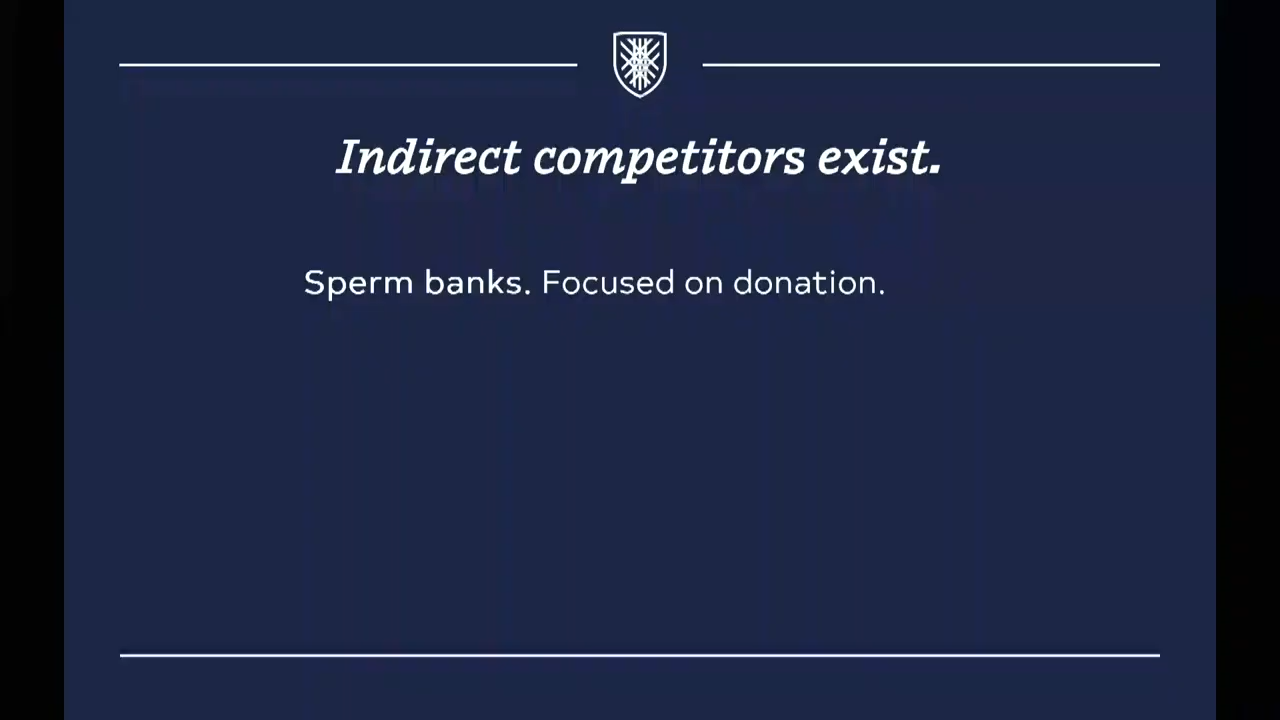 Indirect competitors exist.
Sperm banks. Focused on donation.